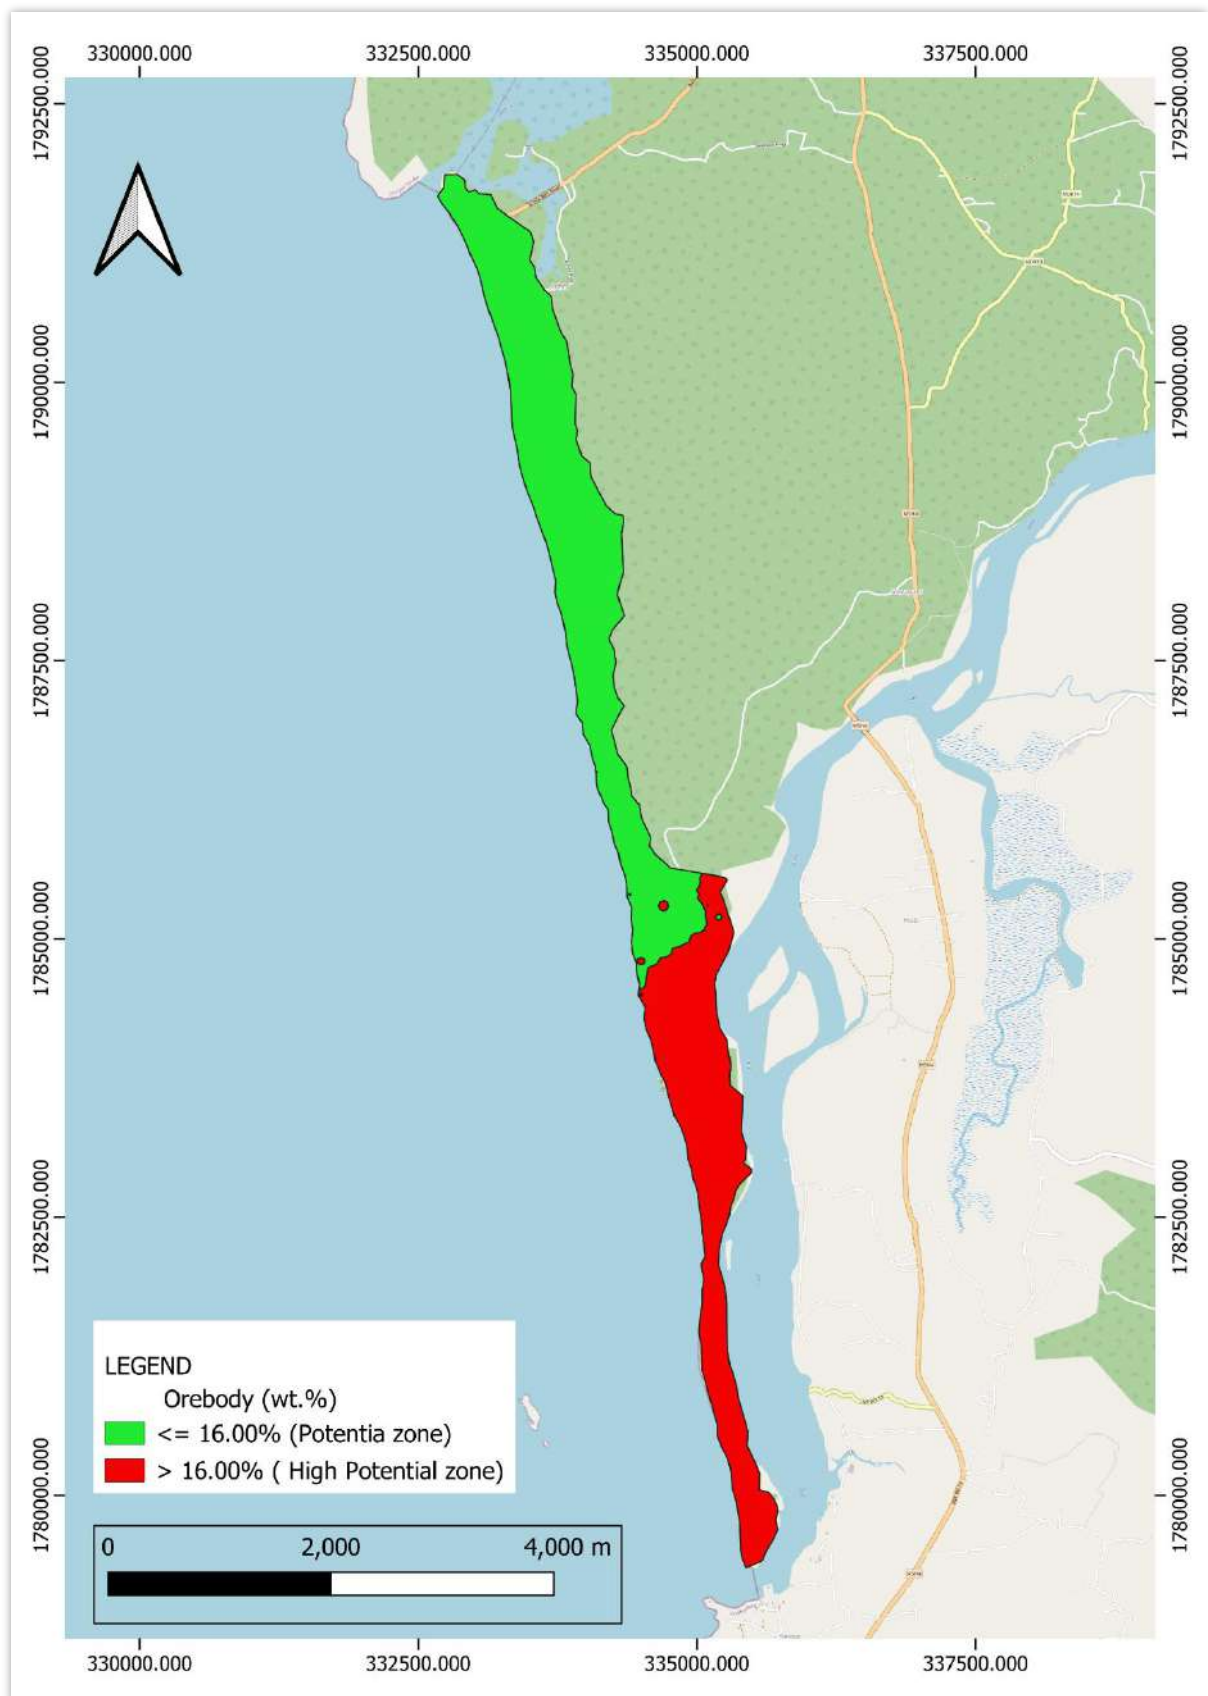 330000.000 332500.000 335000.000 337500.000
1792500.000 1792500.000
1790000.000 1790000.000
1787500.000 1787500.000
1785000.000 1785000.000
1782500.000 1782500.000
LEGEND
Orebody (wt.%)
<= 16.00% (Potentia zone)
> 16.00% ( High Potential zone)
1780000.000 1780000.000
0 2,000 4,000 m
330000.000 332500.000 335000.000 337500.000